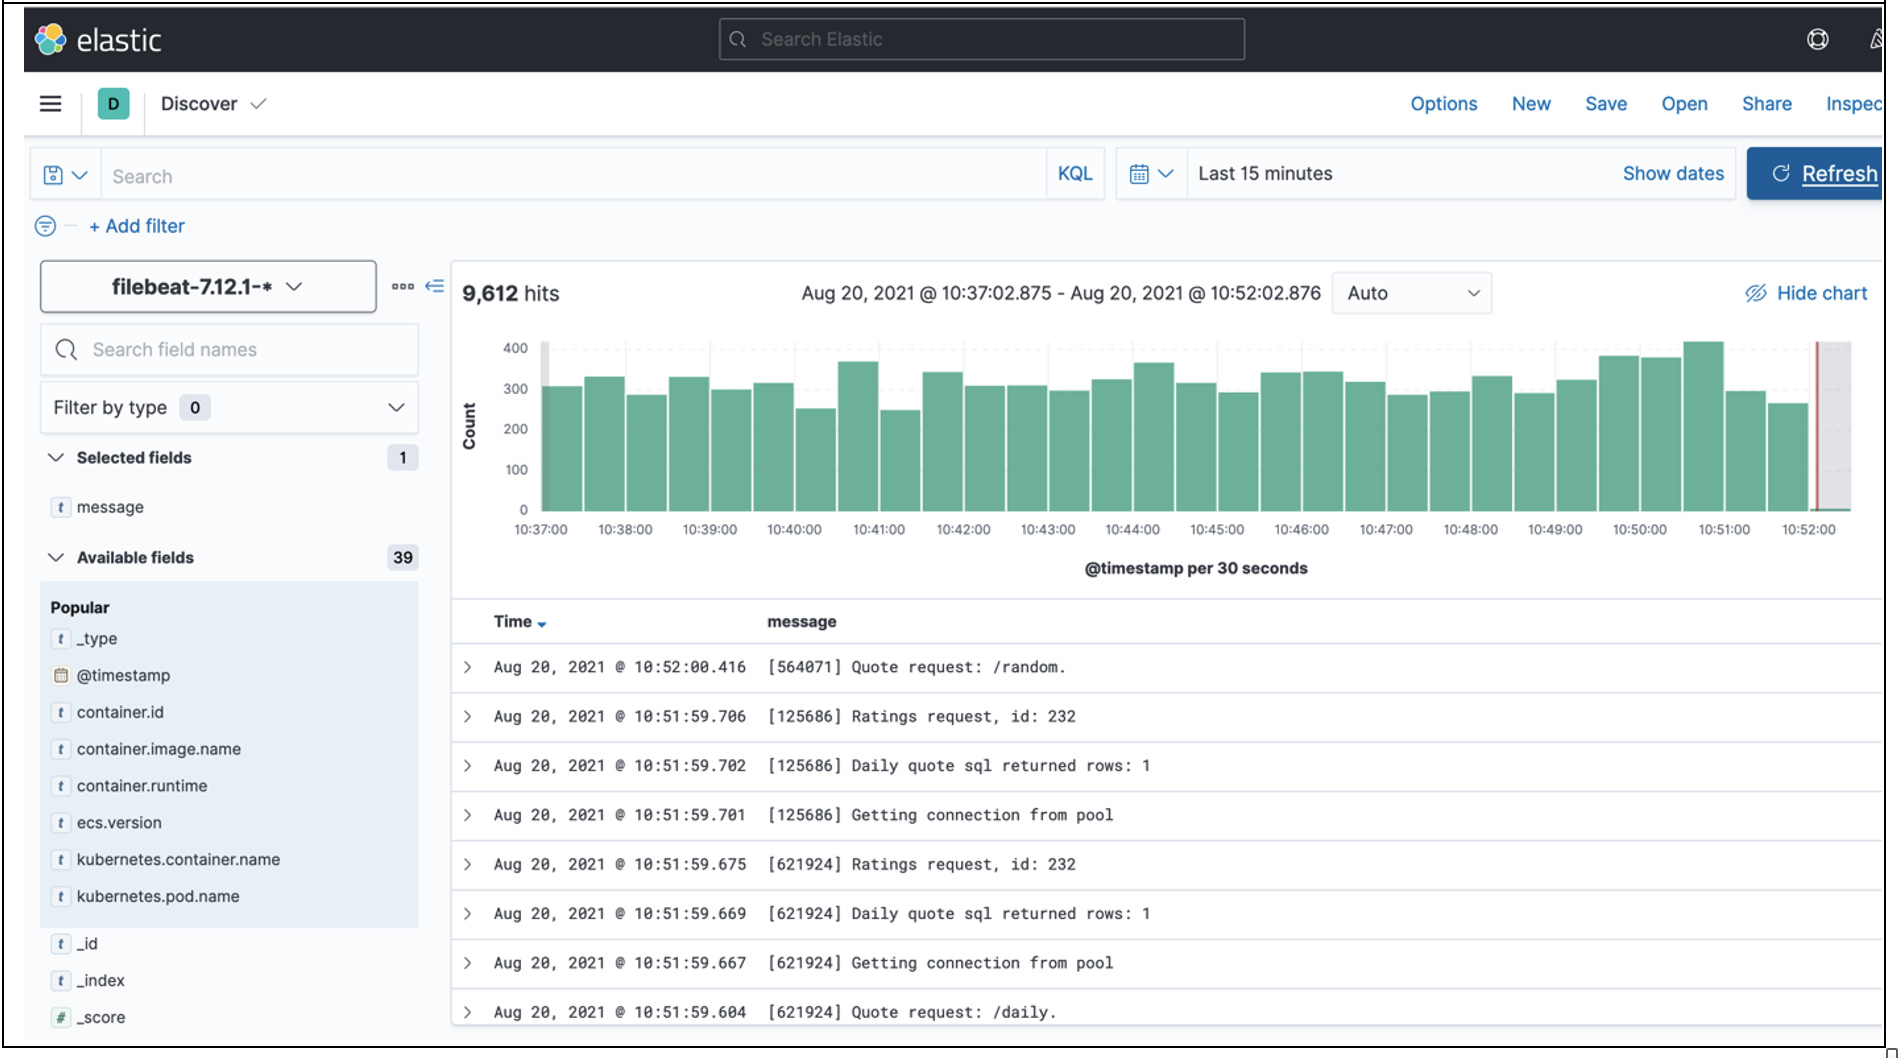 elastic
Search Elastic
D Discover
Options New Save Open Share Inspec
Search KQL Last 15 minutes Show dates Refresh
+ Add filter
filebeat-7.12.1-*
Search field names
Filter by type 0
Selected fields 1
t message
Available fields 39
Popular
t _type
@timestamp
t container.id
t container.image.name
t container.runtime
t ecs.version
t kubernetes.container.name
t kubernetes.pod.name
t _id
t _index
# _score
9,612 hits
Aug 20, 2021 @ 10:37:02.875 - Aug 20, 2021 @ 10:52:02.876 Auto Hide chart
Count
400
300
200
100
0
10:37:00 10:38:00 10:39:00 10:40:00 10:41:00 10:42:00 10:43:00 10:44:00 10:45:00 10:46:00 10:47:00 10:48:00 10:49:00 10:50:00 10:51:00 10:52:00
@timestamp per 30 seconds
Time message
Aug 20, 2021 @ 10:52:00.416 [564071] Quote request: /random.
Aug 20, 2021 @ 10:51:59.706 [125686] Ratings request, id: 232
Aug 20, 2021 @ 10:51:59.702 [125686] Daily quote sql returned rows: 1
Aug 20, 2021 @ 10:51:59.701 [125686] Getting connection from pool
Aug 20, 2021 @ 10:51:59.675 [621924] Ratings request, id: 232
Aug 20, 2021 @ 10:51:59.669 [621924] Daily quote sql returned rows: 1
Aug 20, 2021 @ 10:51:59.667 [621924] Getting connection from pool
Aug 20, 2021 @ 10:51:59.604 [621924] Quote request: /daily.